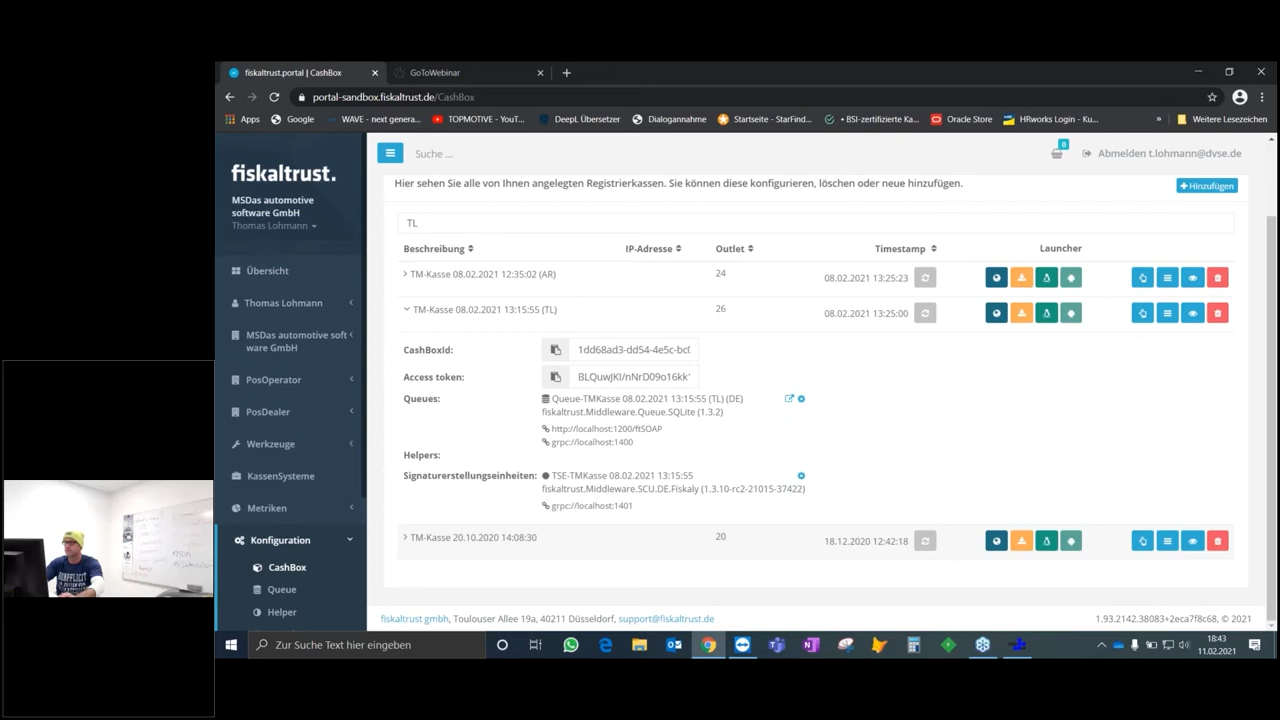 fiskaltrust.portal | CashBox
GoToWebinar
portal-sandbox.fiskaltrust.de/CashBox
Apps Google WAVE - next genera... TOPMOTIVE - YouT... DeepL Übersetzer Dialogannahme Startseite - StarFind... • BSI-zertifizierte Ka... Oracle Store HRworks Login - Ku... » Weitere Lesezeichen
fiskaltrust.
MSDas automotive
software GmbH
Thomas Lohmann
Übersicht
Thomas Lohmann
MSDas automotive soft
ware GmbH
PosOperator
PosDealer
Werkzeuge
KassenSysteme
Metriken
Konfiguration
CashBox
Queue
Helper
Suche ...
0
Abmelden t.lohmann@dvse.de
Hier sehen Sie alle von Ihnen angelegten Registrierkassen. Sie können diese konfigurieren, löschen oder neue hinzufügen.
Hinzufügen
TL
Beschreibung IP-Adresse Outlet Timestamp Launcher
TM-Kasse 08.02.2021 12:35:02 (AR) 24 08.02.2021 13:25:23
TM-Kasse 08.02.2021 13:15:55 (TL) 26 08.02.2021 13:25:00
CashBoxId: 1dd68ad3-dd54-4e5c-bc
Access token: BLQuwJKI/nNrD09o16kk
Queues: Queue-TMKasse 08.02.2021 13:15:55 (TL) (DE)
fiskaltrust.Middleware.Queue.SQLite (1.3.2)
http://localhost:1200/ftSOAP
grpc://localhost:1400
Helpers:
Signaturerstellungseinheiten: TSE-TMKasse 08.02.2021 13:15:55
fiskaltrust.Middleware.SCU.DE.Fiskaly (1.3.10-rc2-21015-37422)
grpc://localhost:1401
TM-Kasse 20.10.2020 14:08:30 20 18.12.2020 12:42:18
fiskaltrust gmbh, Toulouser Allee 19a, 40211 Düsseldorf, support@fiskaltrust.de
1.93.2142.38083+2eca7f8c68, © 2021
Zur Suche Text hier eingeben
18:43
11.02.2021